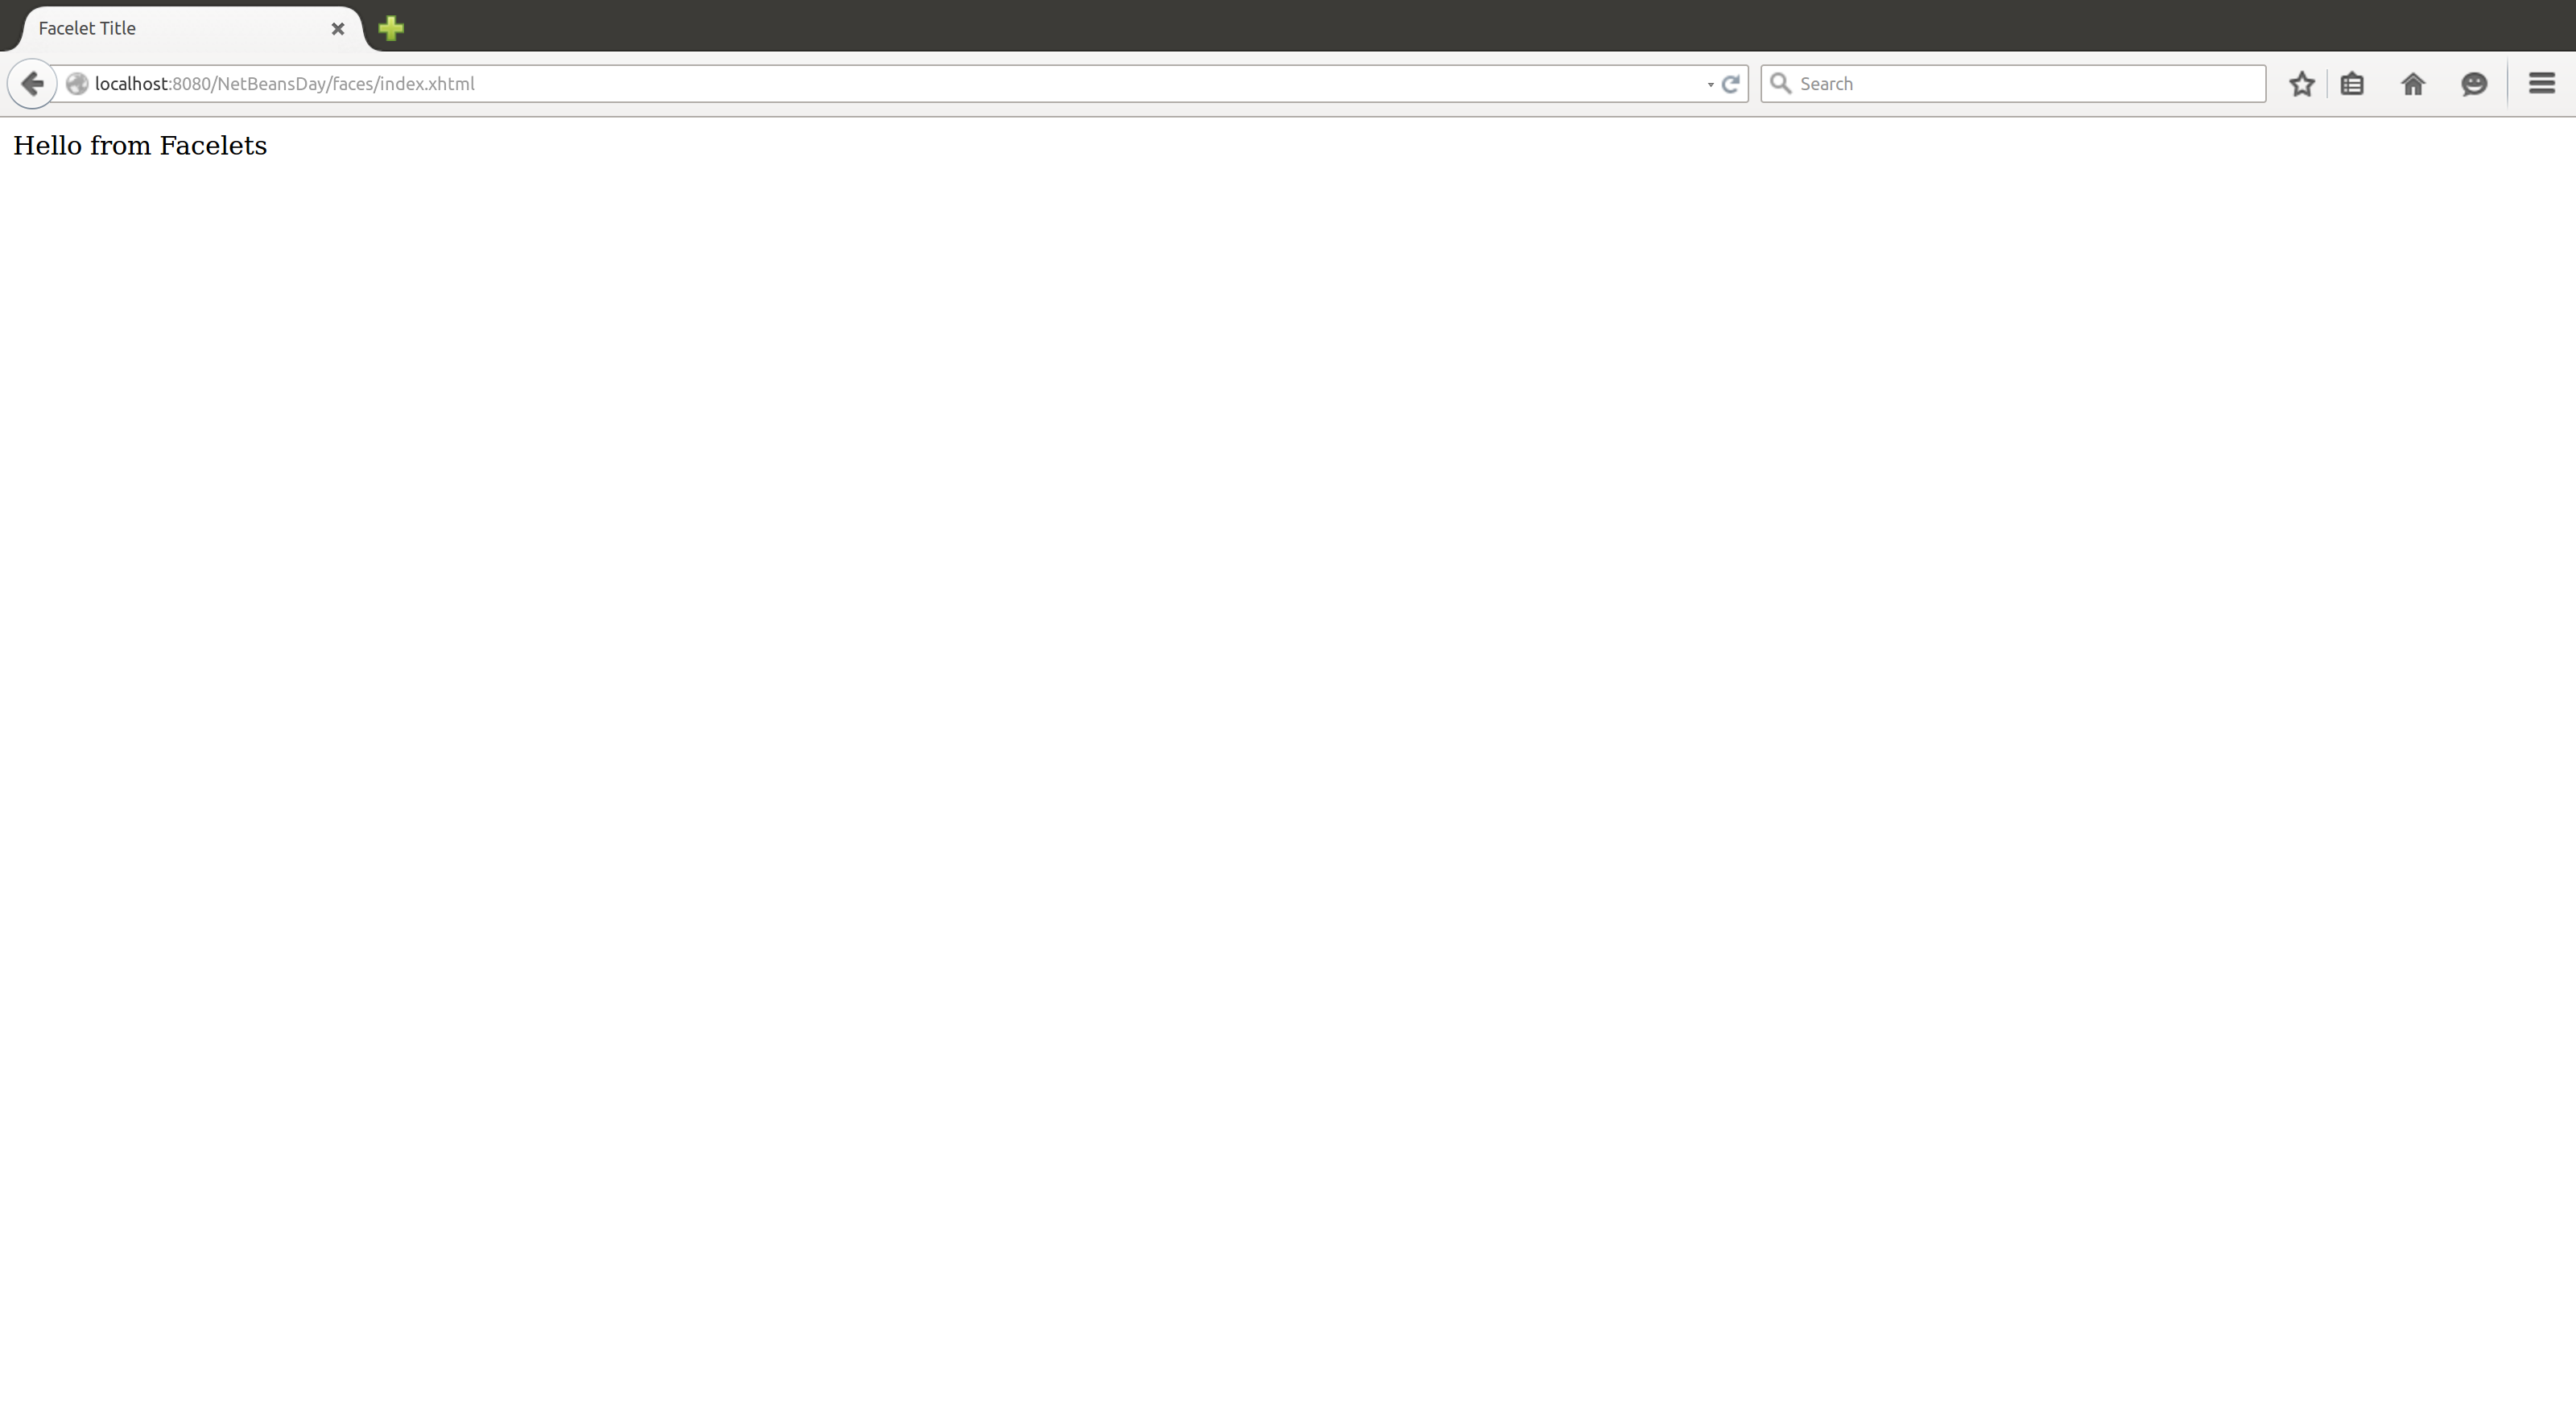 Facelet Title
localhost:8080/NetBeansDay/faces/index.xhtml
Search
Hello from Facelets